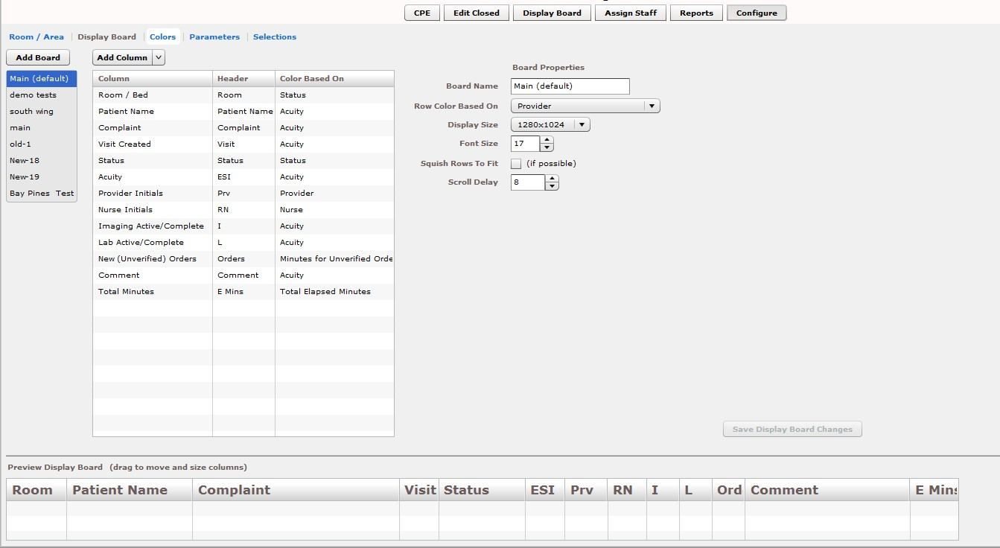 CPE Edit Closed Display Board Assign Staff Reports Configure
Room / Area Display Board Colors Parameters Selections
Add Board
Main (default)
demo tests
south wing
main
old-1
New-18
New-19
Bay Pines Test
Add Column
Column Header Color Based On
Room / Bed Room Status
Patient Name Patient Name Acuity
Complaint Complaint Acuity
Visit Created Visit Acuity
Status Status Status
Acuity ESI Acuity
Provider Initials Prv Provider
Nurse Initials RN Nurse
Imaging Active/Complete I Acuity
Lab Active/Complete L Acuity
New (Unverified) Orders Orders Minutes for Unverified Orde
Comment Comment Acuity
Total Minutes E Mins Total Elapsed Minutes
Board Properties
Board Name Main (default)
Row Color Based On Provider
Display Size 1280x1024
Font Size 17
Squish Rows To Fit (if possible)
Scroll Delay 8
Save Display Board Changes
Preview Display Board (drag to move and size columns)
Room Patient Name Complaint Visit Status ESI Prv RN I L Ord Comment E Mins